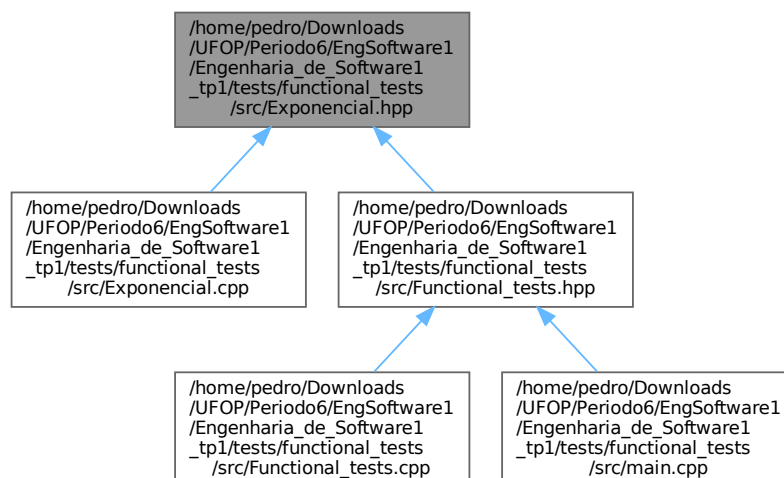 /home/pedro/Downloads
/UFOP/Periodo6/EngSoftware1
/Engenharia_de_Software1
_tp1/tests/functional_tests
/src/Exponencial.hpp
/home/pedro/Downloads
/UFOP/Periodo6/EngSoftware1
/Engenharia_de_Software1
_tp1/tests/functional_tests
/src/Exponencial.cpp
/home/pedro/Downloads
/UFOP/Periodo6/EngSoftware1
/Engenharia_de_Software1
_tp1/tests/functional_tests
/src/Functional_tests.hpp
/home/pedro/Downloads
/UFOP/Periodo6/EngSoftware1
/Engenharia_de_Software1
_tp1/tests/functional_tests
/src/Functional_tests.cpp
/home/pedro/Downloads
/UFOP/Periodo6/EngSoftware1
/Engenharia_de_Software1
_tp1/tests/functional_tests
/src/main.cpp